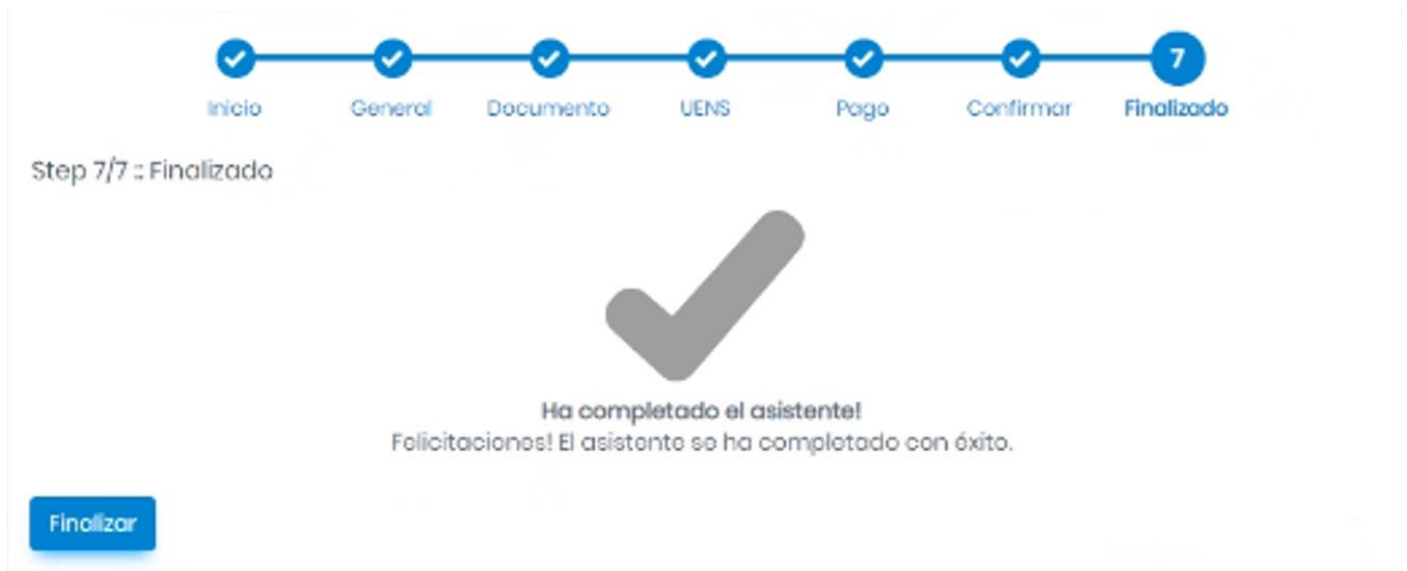 7
Inicio General Documento UENS Pago Confirmar Finalizado
Step 7/7 :: Finalizado
Ha completado el asistente!
Felicitaciones! El asistente se ha completado con éxito.
Finalizar